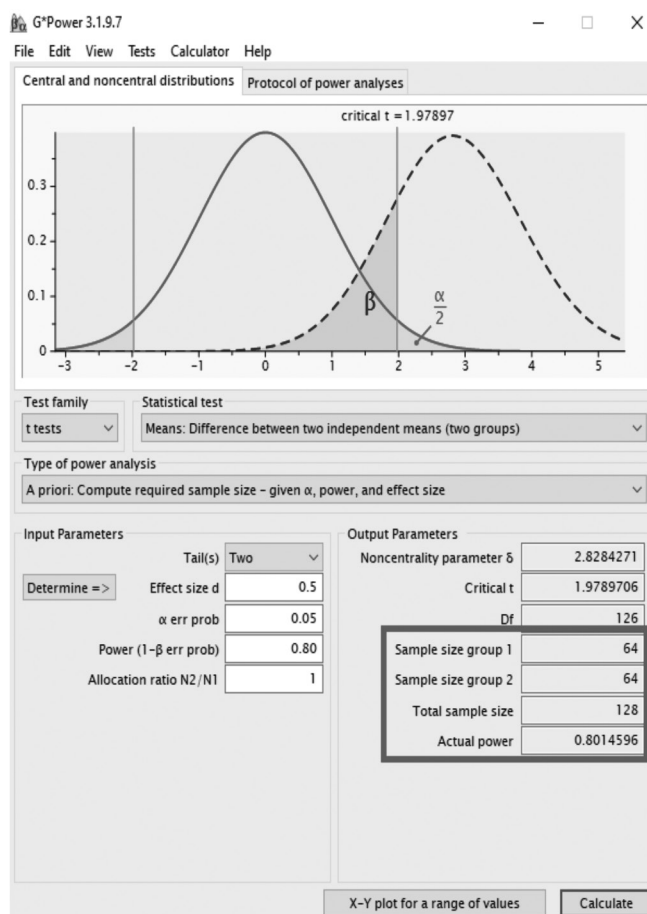 G*Power 3.1.9.7
File Edit View Tests Calculator Help
Central and noncentral distributions Protocol of power analyses
critical t = 1.97897
0.3
0.2
0.1
0
β
α
2
-3 -2 -1 0 1 2 3 4 5
Test family Statistical test
t tests Means: Difference between two independent means (two groups)
Type of power analysis
A priori: Compute required sample size – given α, power, and effect size
Input Parameters
Tail(s) Two
Determine => Effect size d 0.5
α err prob 0.05
Power (1-β err prob) 0.80
Allocation ratio N2/N1 1
Output Parameters
Noncentrality parameter δ 2.8284271
Critical t 1.9789706
Df 126
Sample size group 1 64
Sample size group 2 64
Total sample size 128
Actual power 0.8014596
X-Y plot for a range of values Calculate